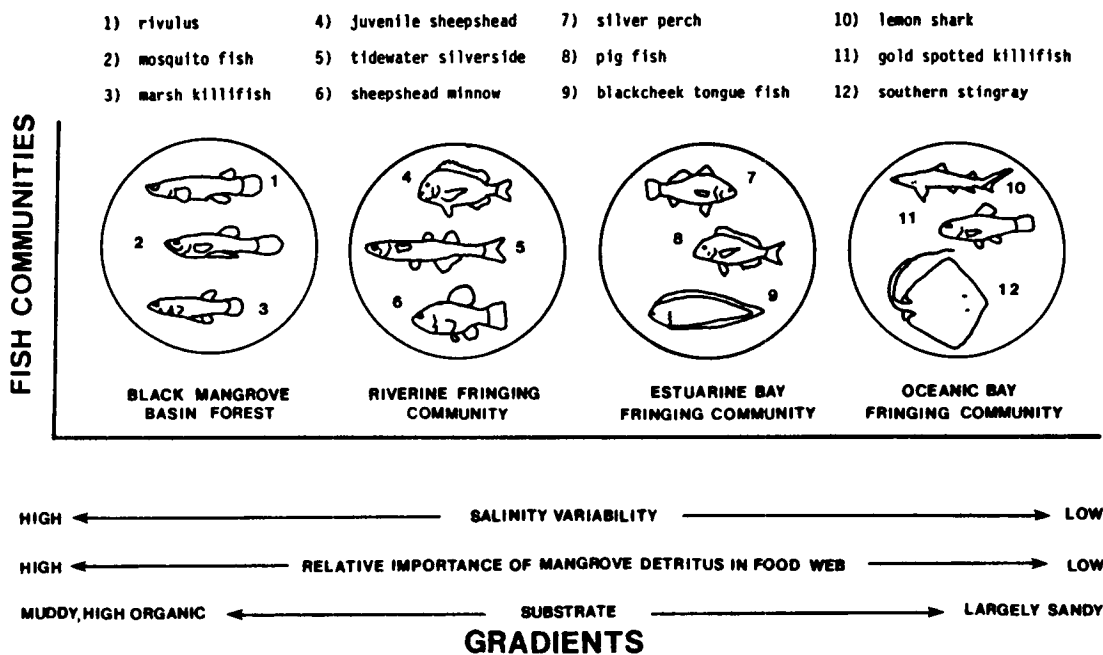 1) rivulus 4) juvenile sheepshead 7) silver perch 10) lemon shark
2) mosquito fish 5) tidewater silverside 8) pig fish 11) gold spotted killifish
3) marsh killifish 6) sheepshead minnow 9) blackcheek tongue fish 12) southern stingray
FISH COMMUNITIES
1
2
3
4
5
6
7
8
9
10
11
12
BLACK MANGROVE
BASIN FOREST
RIVERINE FRINGING
COMMUNITY
ESTUARINE BAY
FRINGING COMMUNITY
OCEANIC BAY
FRINGING COMMUNITY
HIGH SALINITY VARIABILITY LOW
HIGH RELATIVE IMPORTANCE OF MANGROVE DETRITUS IN FOOD WEB LOW
MUDDY, HIGH ORGANIC SUBSTRATE LARGELY SANDY
GRADIENTS